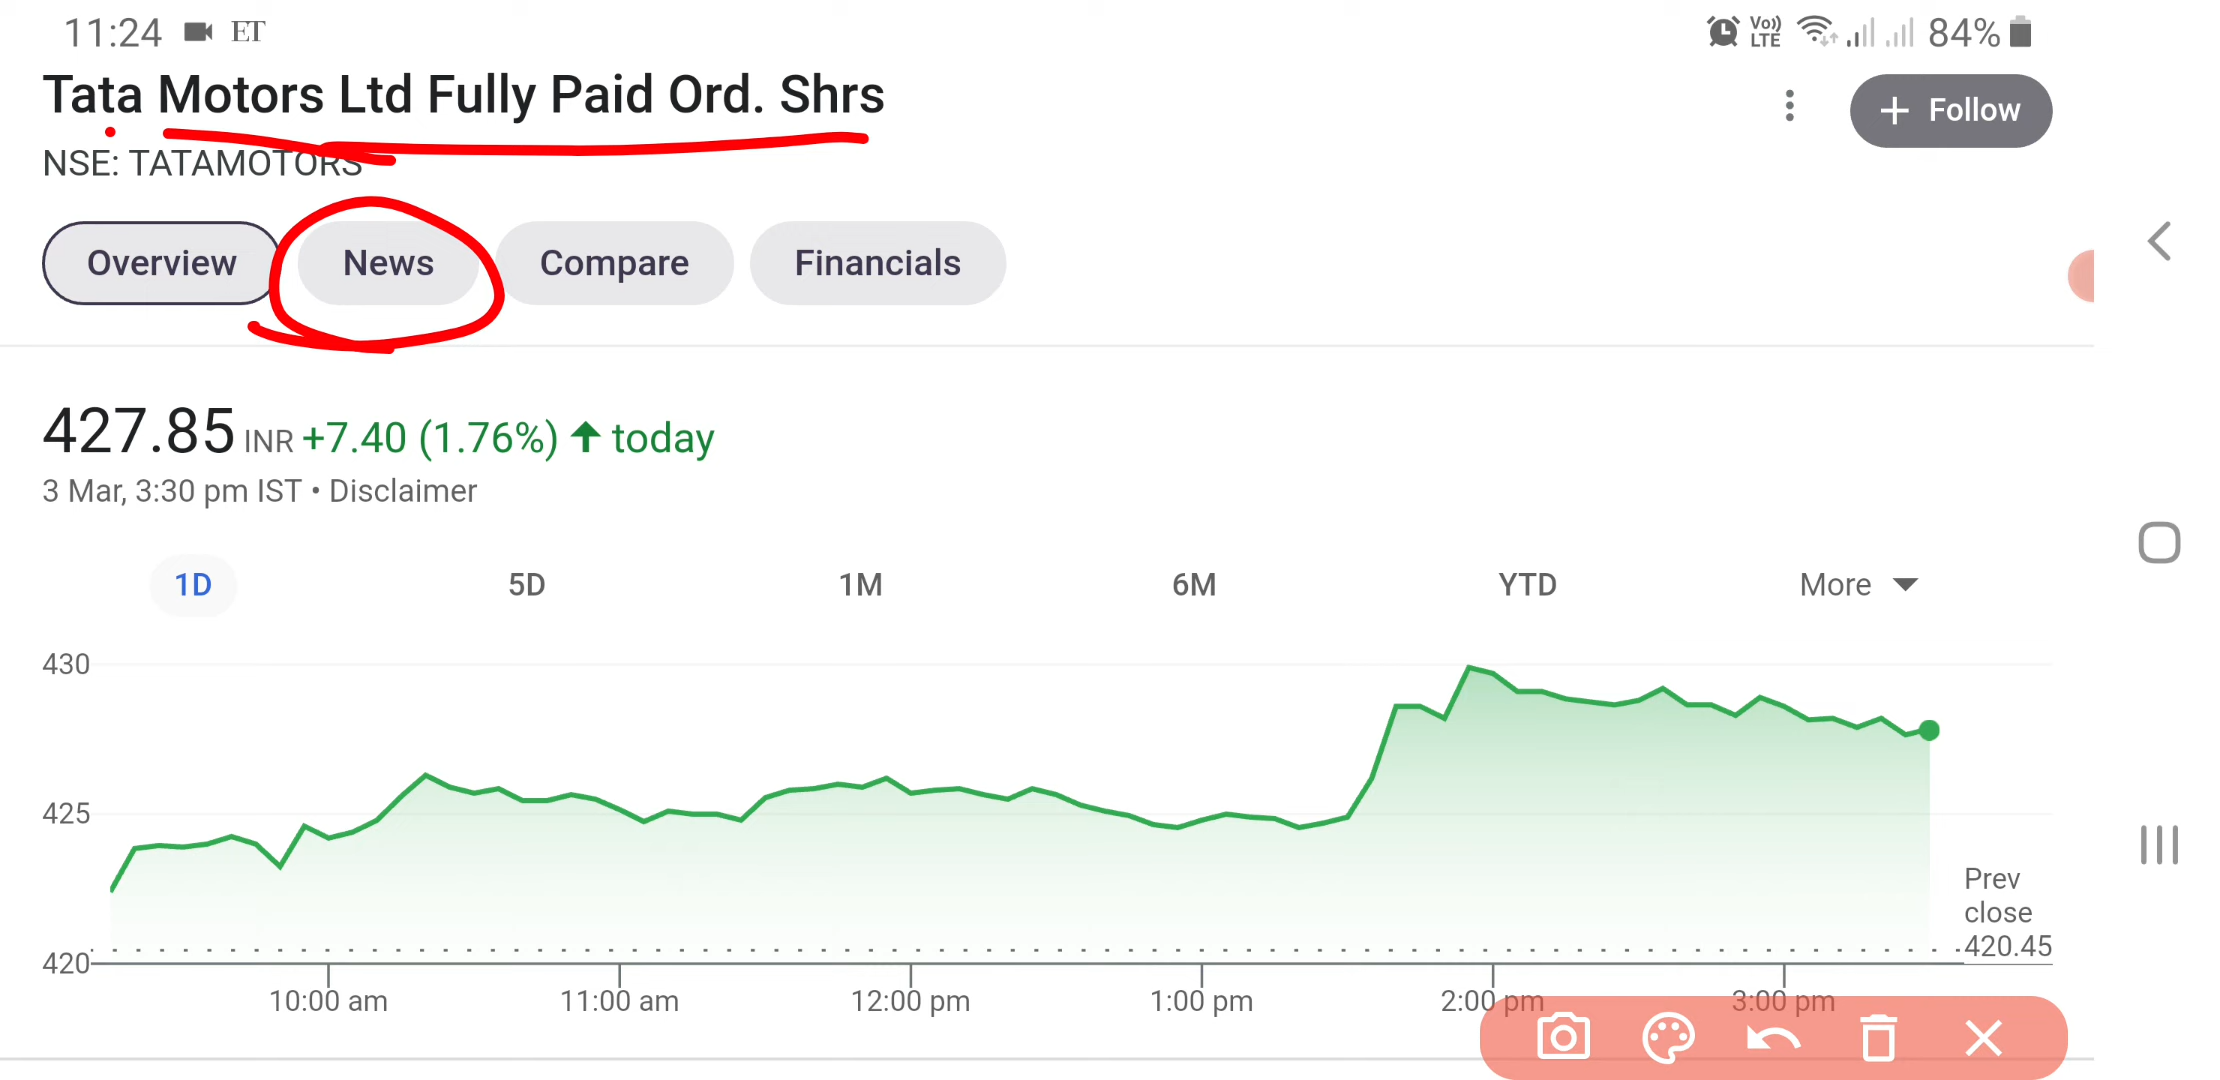 11:24 ET Vo)) LTE 84%
Tata Motors Ltd Fully Paid Ord. Shrs
+ Follow
NSE: TATAMOTORS
Overview News Compare Financials
427.85 INR +7.40 (1.76%) ↑ today
3 Mar, 3:30 pm IST • Disclaimer
1D 5D 1M 6M YTD More
430
425
Prev
close
420.45
420
10:00 am 11:00 am 12:00 pm 1:00 pm 2:00 pm 3:00 pm